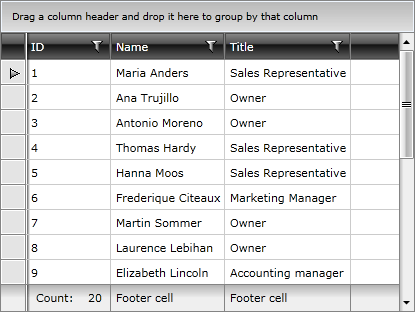 Drag a column header and drop it here to group by that column
ID Name Title
1 Maria Anders Sales Representative
2 Ana Trujillo Owner
3 Antonio Moreno Owner
4 Thomas Hardy Sales Representative
5 Hanna Moos Sales Representative
6 Frederique Citeaux Marketing Manager
7 Martin Sommer Owner
8 Laurence Lebihan Owner
9 Elizabeth Lincoln Accounting manager
Count: 20 Footer cell Footer cell